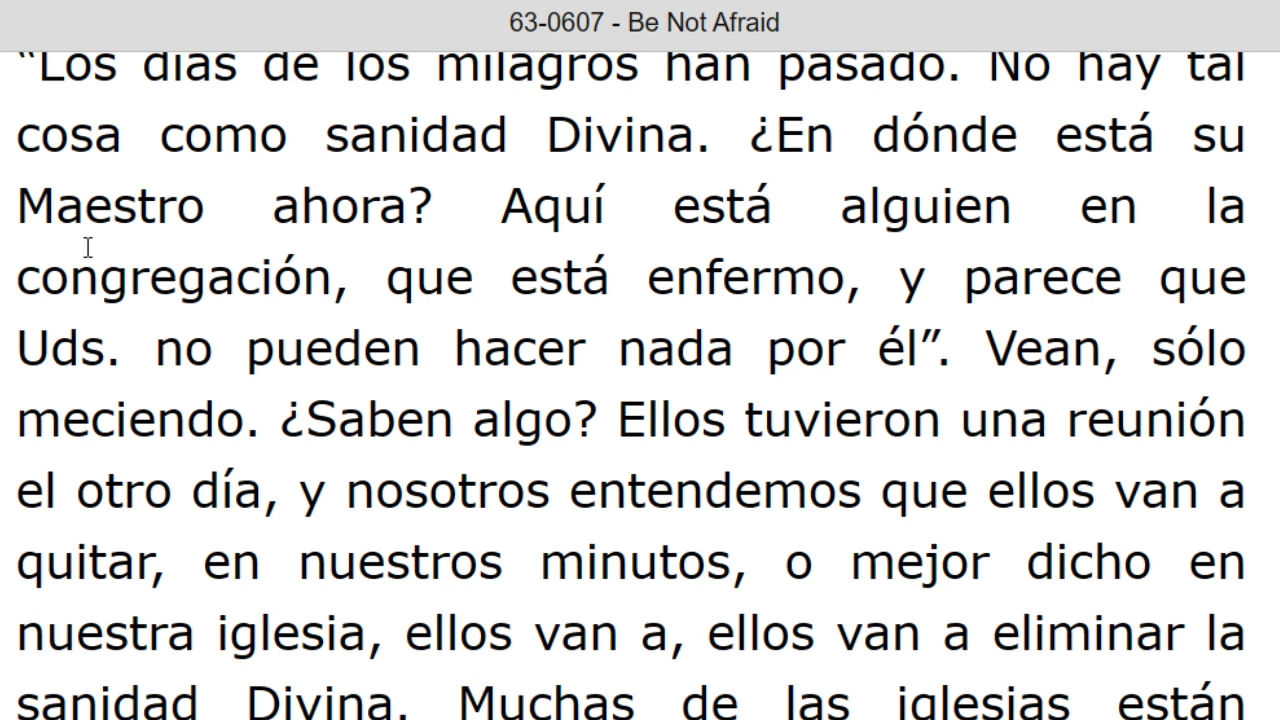 63-0607 - Be Not Afraid
“Los días de los milagros han pasado. No hay tal
cosa como sanidad Divina. ¿En dónde está su
Maestro ahora? Aquí está alguien en la
congregación, que está enfermo, y parece que
Uds. no pueden hacer nada por él”. Vean, sólo
meciendo. ¿Saben algo? Ellos tuvieron una reunión
el otro día, y nosotros entendemos que ellos van a
quitar, en nuestros minutos, o mejor dicho en
nuestra iglesia, ellos van a, ellos van a eliminar la
sanidad Divina. Muchas de las iglesias están